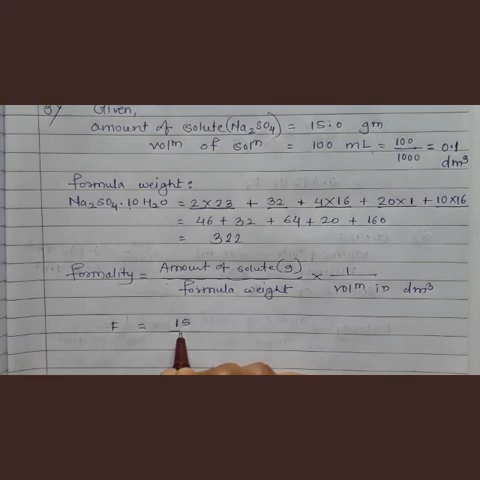 Given,
amount of solute (Na2SO4) = 15.0 gm
volm of soln = 100 mL = 100/1000 = 0.1 dm³
formula weight:
Na2SO4.10H2O = 2×23 + 32 + 4×16 + 20×1 + 10×16
= 46 + 32 + 64 + 20 + 160
= 322
formality = Amount of solute (g)/formula weight × 1/volm in dm³
F = 15